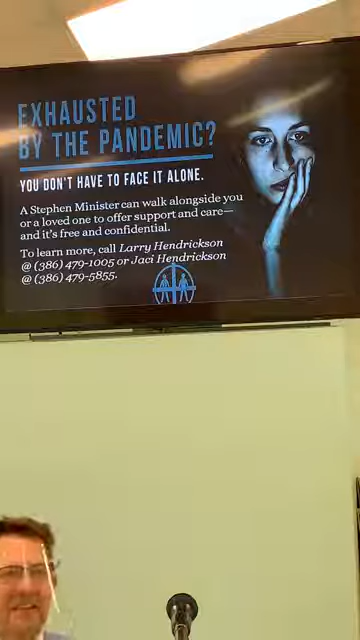 EXHAUSTED
BY THE PANDEMIC?
YOU DON'T HAVE TO FACE IT ALONE.
A Stephen Minister can walk alongside you
or a loved one to offer support and care—
and it's free and confidential.
To learn more, call Larry Hendrickson
@ (386) 479-1005 or Jaci Hendrickson
@ (386) 479-5855.